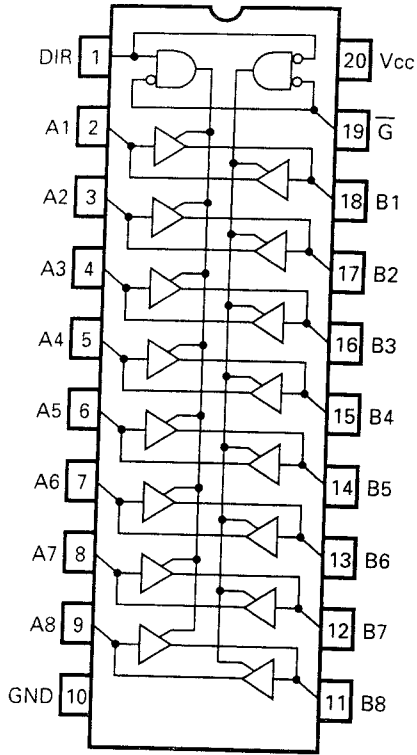 DIR 1
20 Vcc
A1 2
19 G̅
A2 3
18 B1
A3 4
17 B2
A4 5
16 B3
A5 6
15 B4
A6 7
14 B5
A7 8
13 B6
A8 9
12 B7
GND 10
11 B8